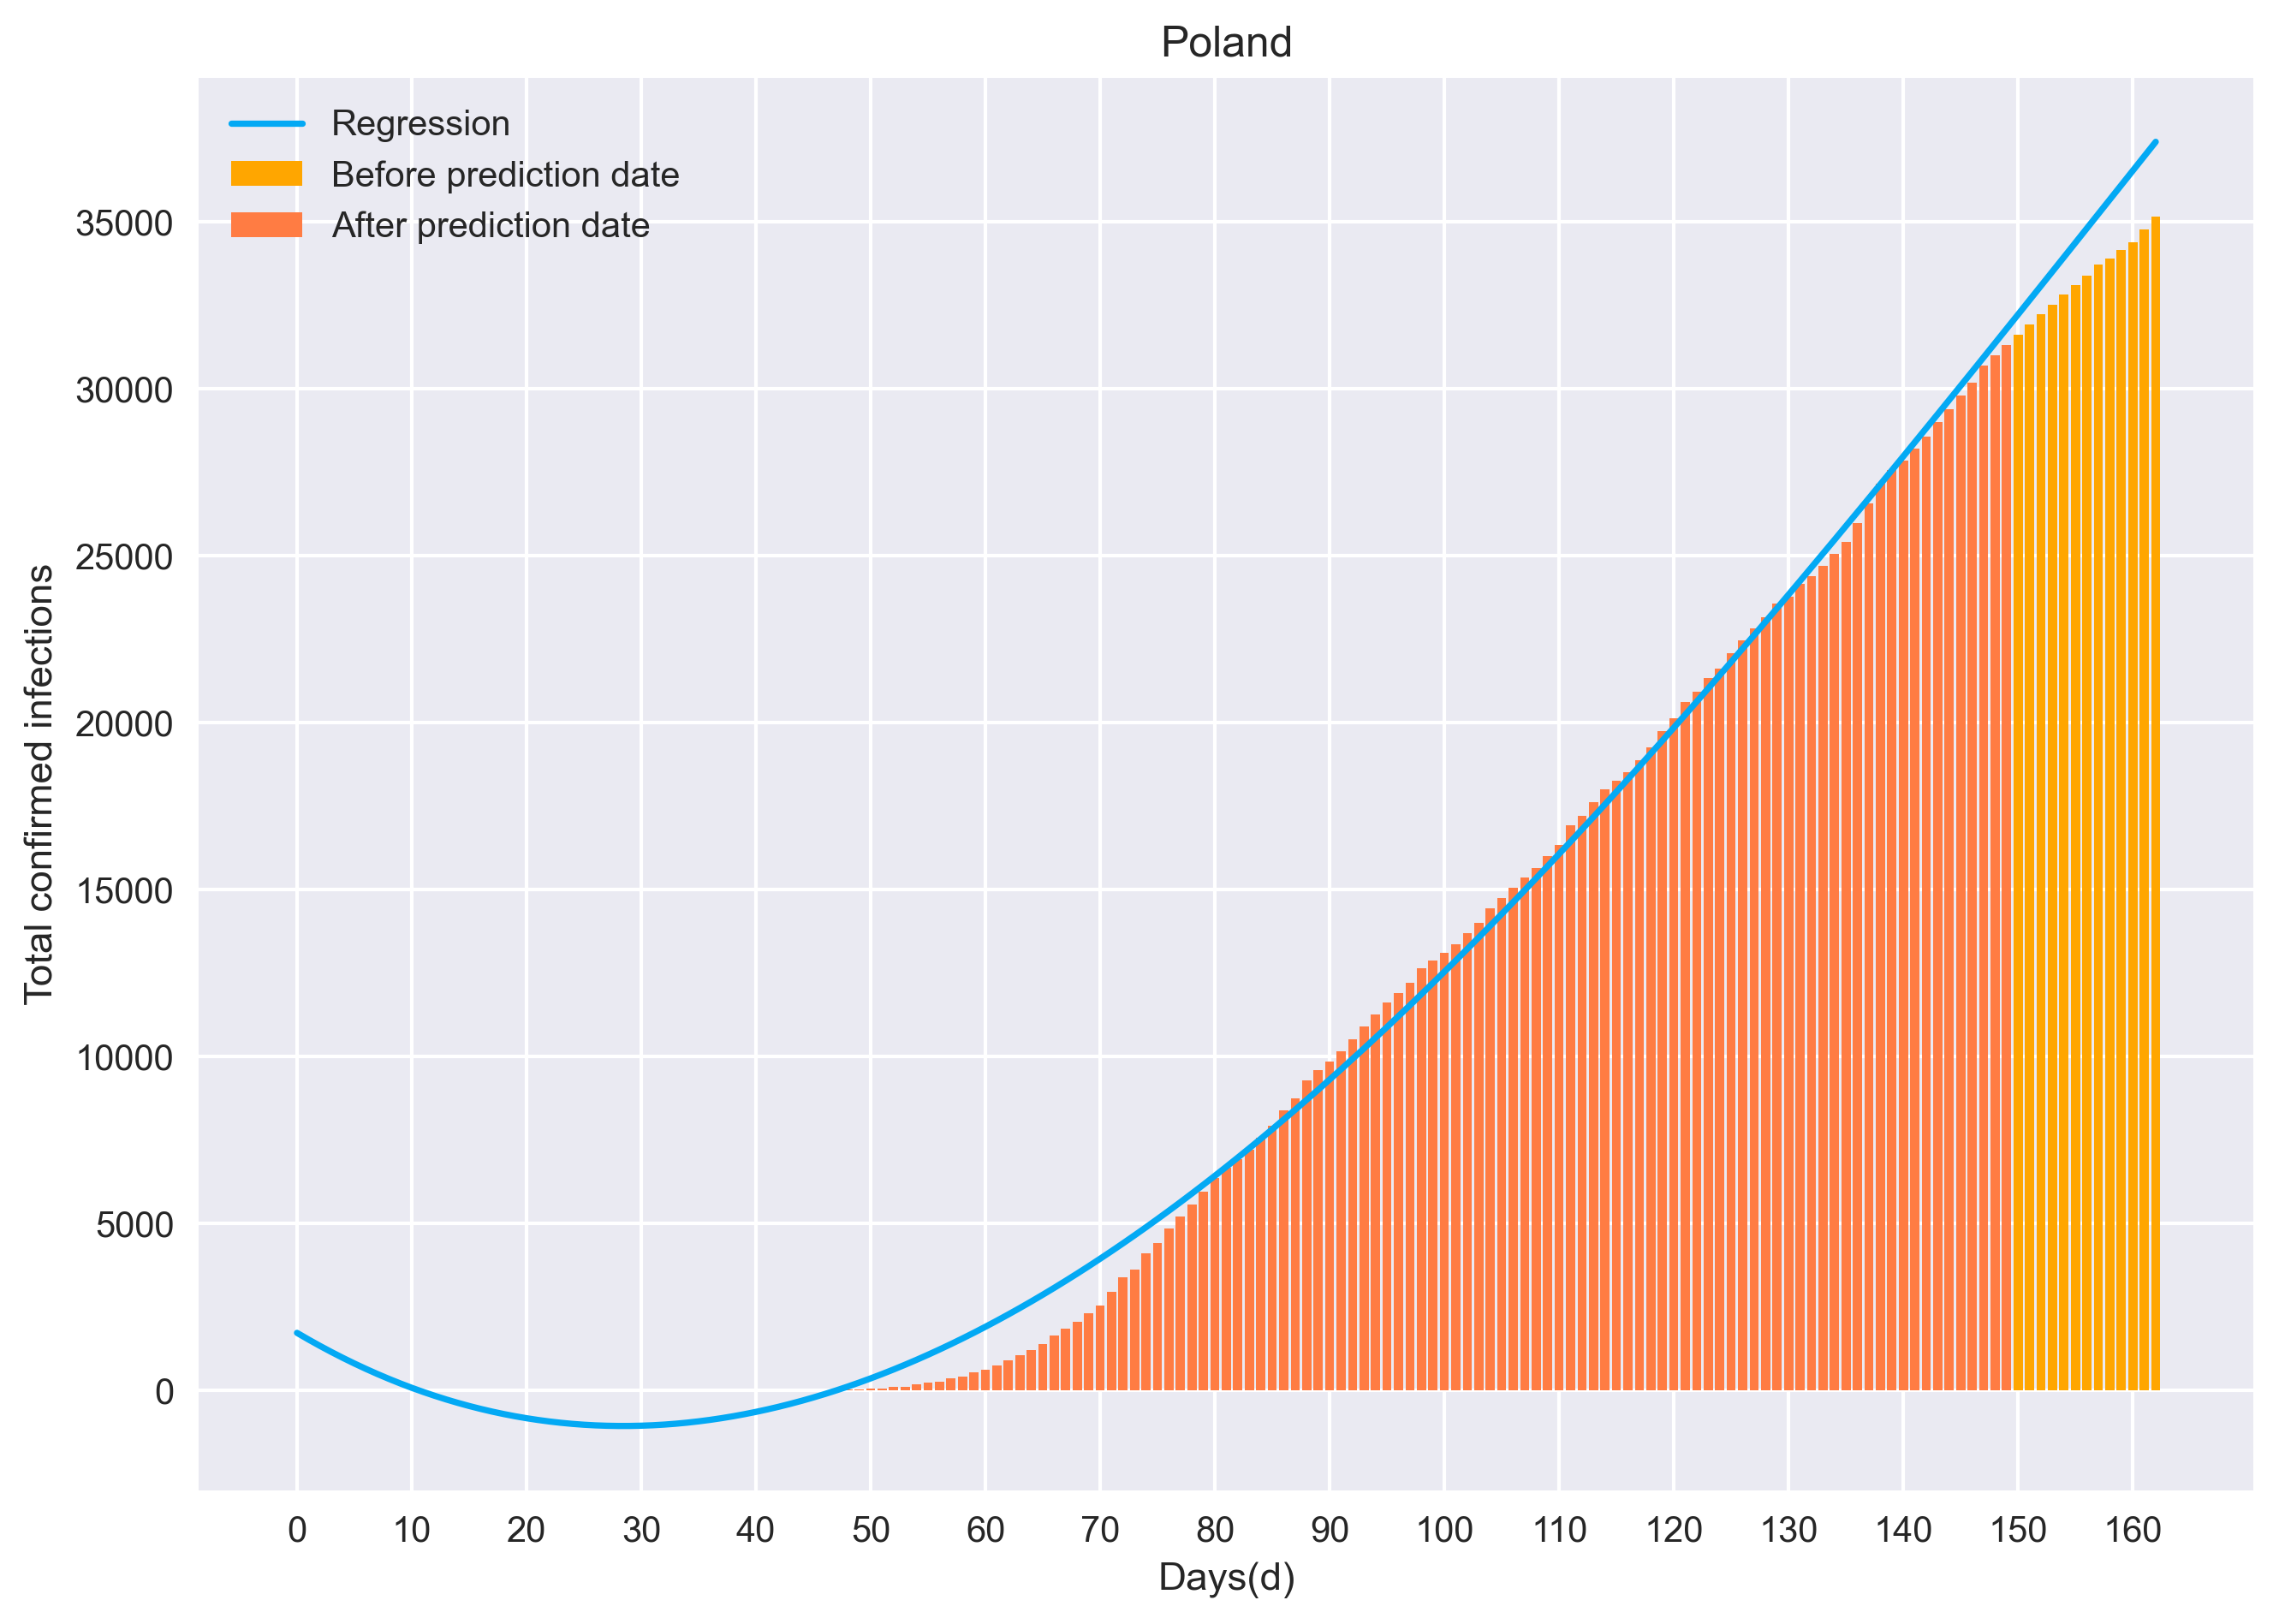 Poland
Regression
Before prediction date
After prediction date
35000
30000
25000
20000
15000
10000
5000
0
Total confirmed infections
0 10 20 30 40 50 60 70 80 90 100 110 120 130 140 150 160
Days(d)